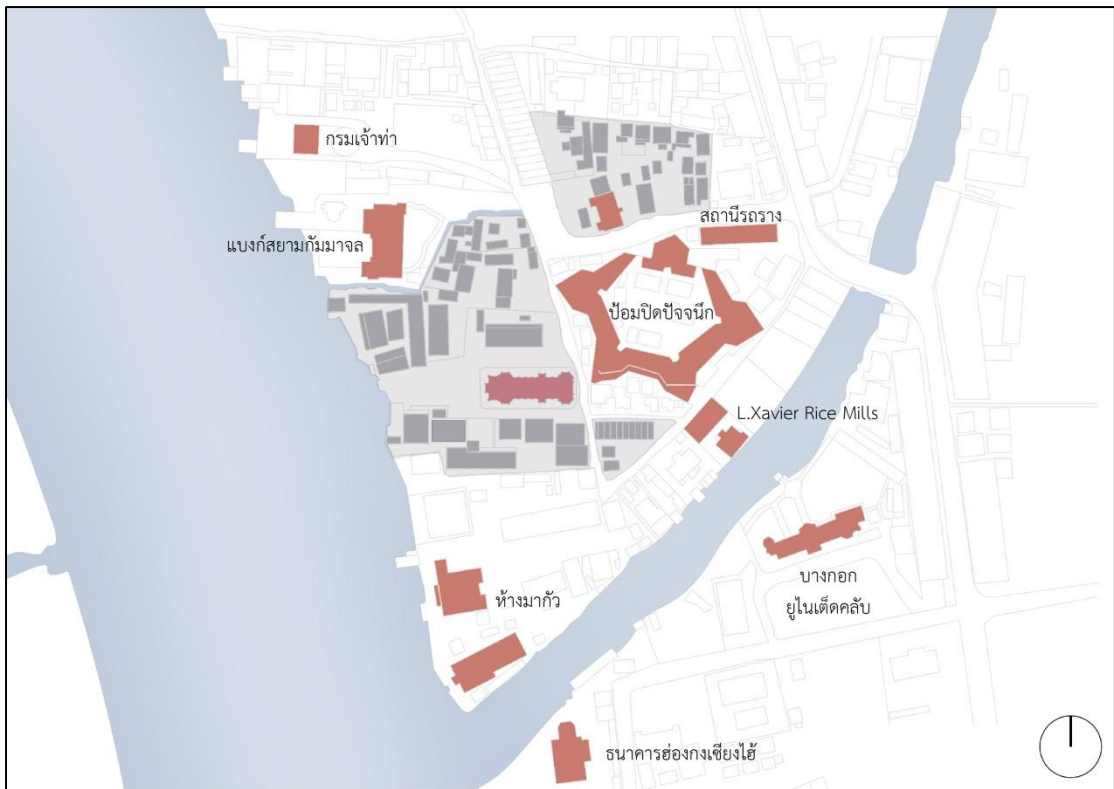 กรมเจ้าท่า
สถานีรถราง
แบงก์สยามกัมมาจล
ป้อมปิดปัจจนึก
L.Xavier Rice Mills
บางกอก
ยูไนเต็ดคลับ
ห้างมากัว
ธนาคารฮ่องกงเซียงไฮ้